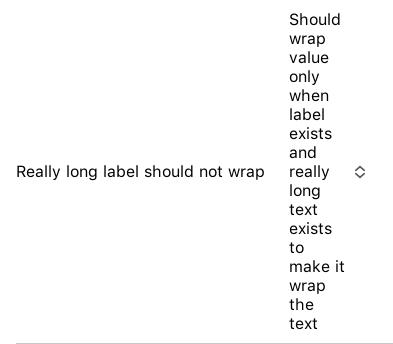 Really long label should not wrap
Should
wrap
value
only
when
label
exists
and
really
long
text
exists
to
make it
wrap
the
text